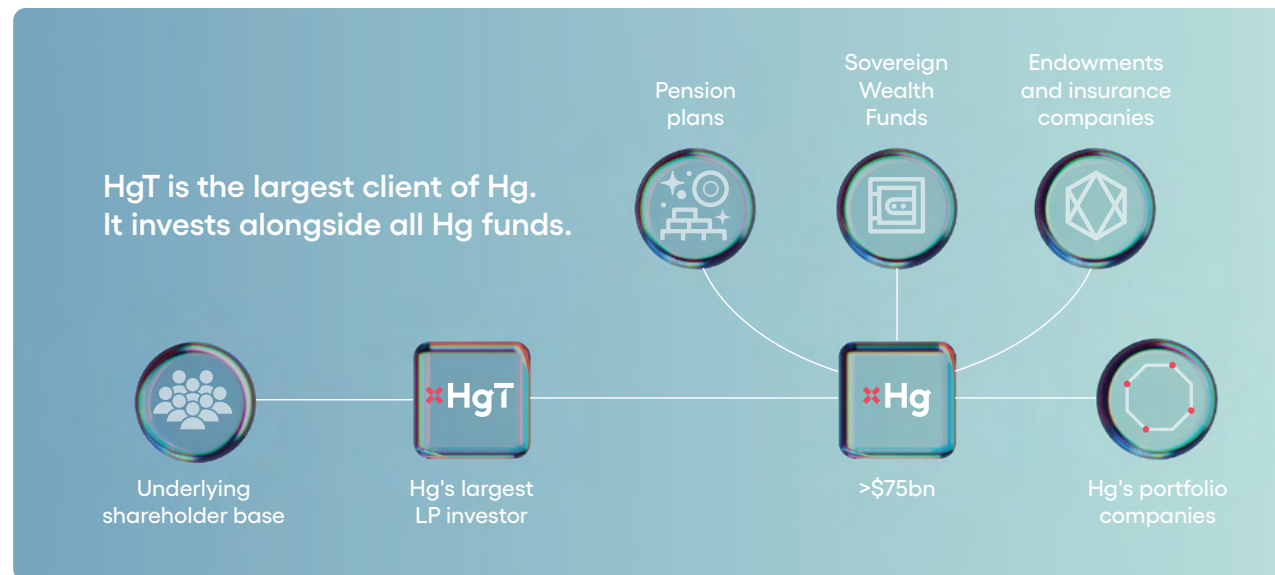 HgT is the largest client of Hg.
It invests alongside all Hg funds.
Pension
plans
Sovereign
Wealth
Funds
Endowments
and insurance
companies
HgT
Hg
Underlying
shareholder base
Hg's largest
LP investor
>$75bn
Hg's portfolio
companies